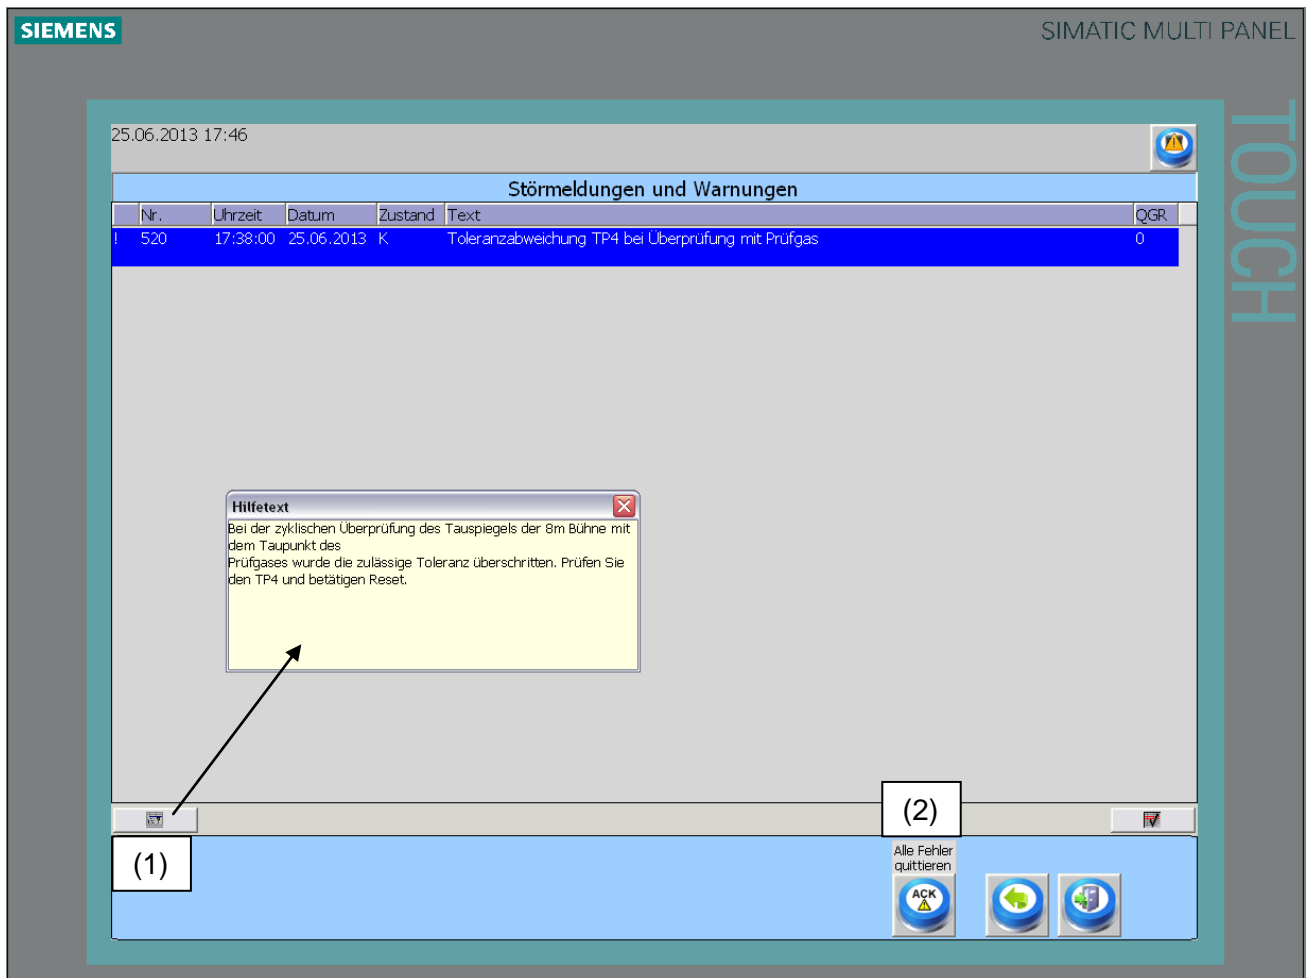 SIEMENS
SIMATIC MULTI PANEL
TOUCH
25.06.2013 17:46
Störmeldungen und Warnungen
Nr. Uhrzeit Datum Zustand Text QGR
! 520 17:38:00 25.06.2013 K Toleranzabweichung TP4 bei Überprüfung mit Prüfgas 0
Hilfetext
Bei der zyklischen Überprüfung des Tauspiegels der 8m Bühne mit
dem Taupunkt des
Prüfgases wurde die zulässige Toleranz überschritten. Prüfen Sie
den TP4 und betätigen Reset.
(1)
(2)
Alle Fehler
quittieren
ACK